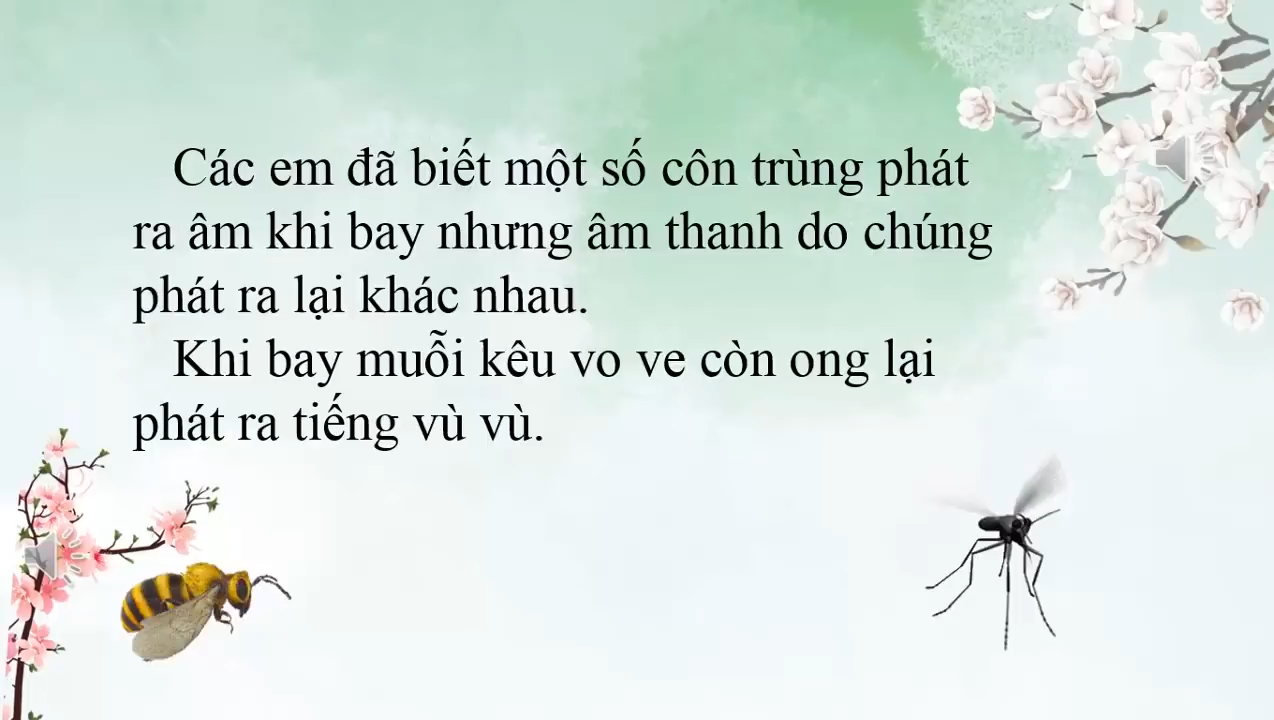 Các em đã biết một số côn trùng phát
ra âm khi bay nhưng âm thanh do chúng
phát ra lại khác nhau.
Khi bay muỗi kêu vo ve còn ong lại
phát ra tiếng vù vù.